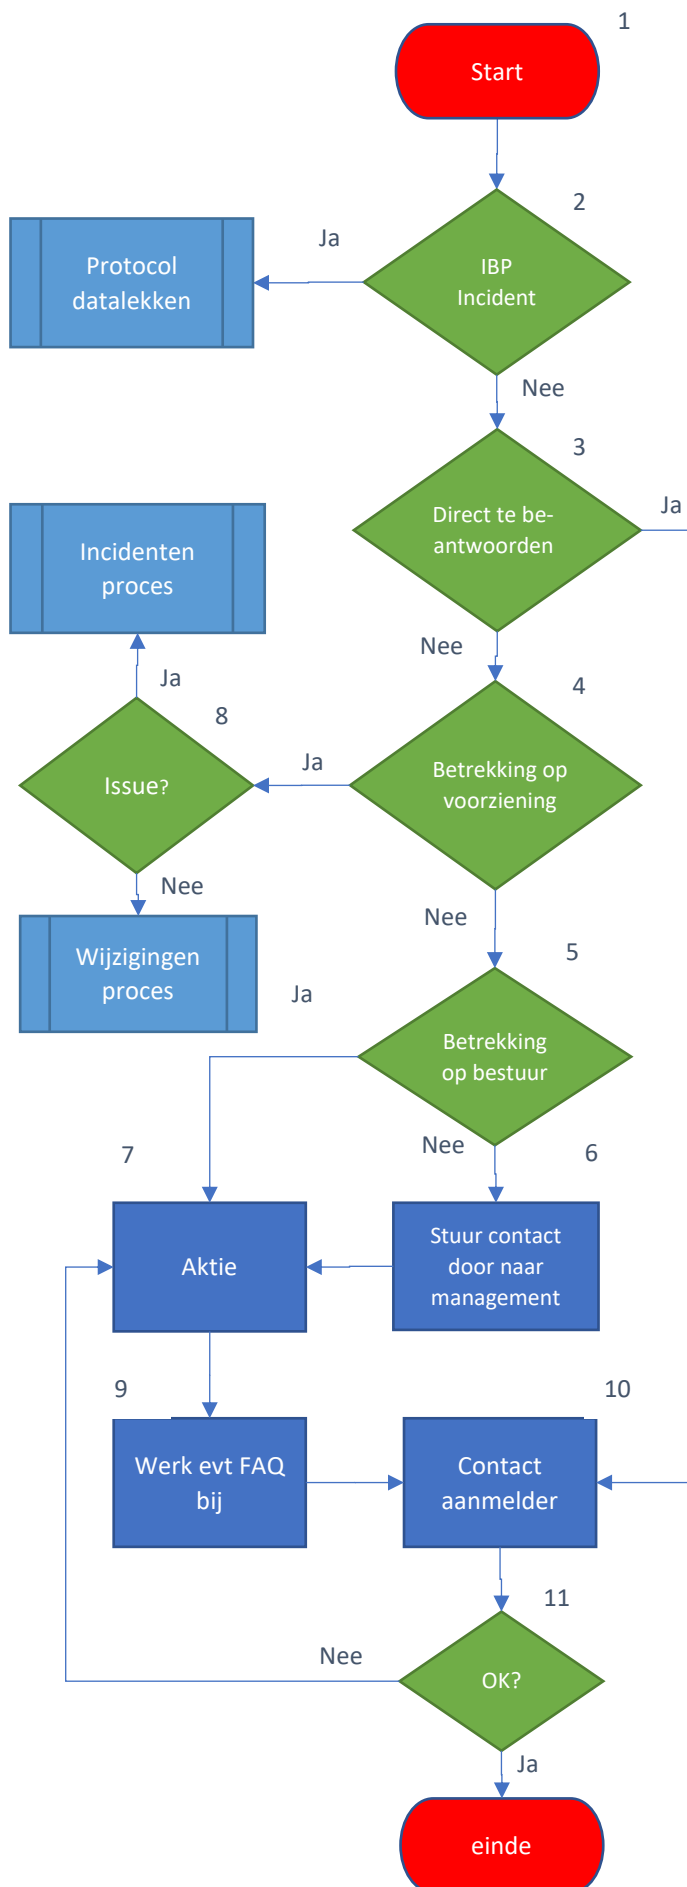 1
Start
2
Ja
Protocol
datalekken
IBP
Incident
Nee
3
Ja
Direct te be-
antwoorden
Incidenten
proces
Nee
Ja
4
8
Issue?
Ja
Betrekking op
voorziening
Nee
Nee
Wijzigingen
proces
5
Ja
Betrekking
op bestuur
7
Nee
6
Aktie
Stuur contact
door naar
management
9
10
Werk evt FAQ
bij
Contact
aanmelder
11
Nee
OK?
Ja
einde